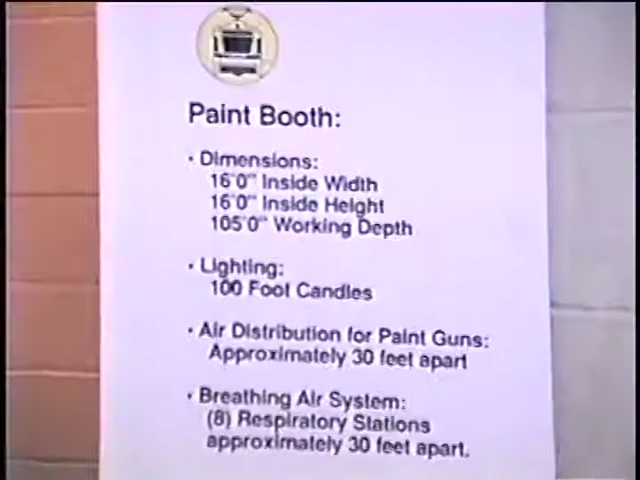 Paint Booth:
· Dimensions:
16'0" Inside Width
16'0" Inside Height
105'0" Working Depth
· Lighting:
100 Foot Candles
· Air Distribution for Paint Guns:
Approximately 30 feet apart
· Breathing Air System:
(8) Respiratory Stations
approximately 30 feet apart.